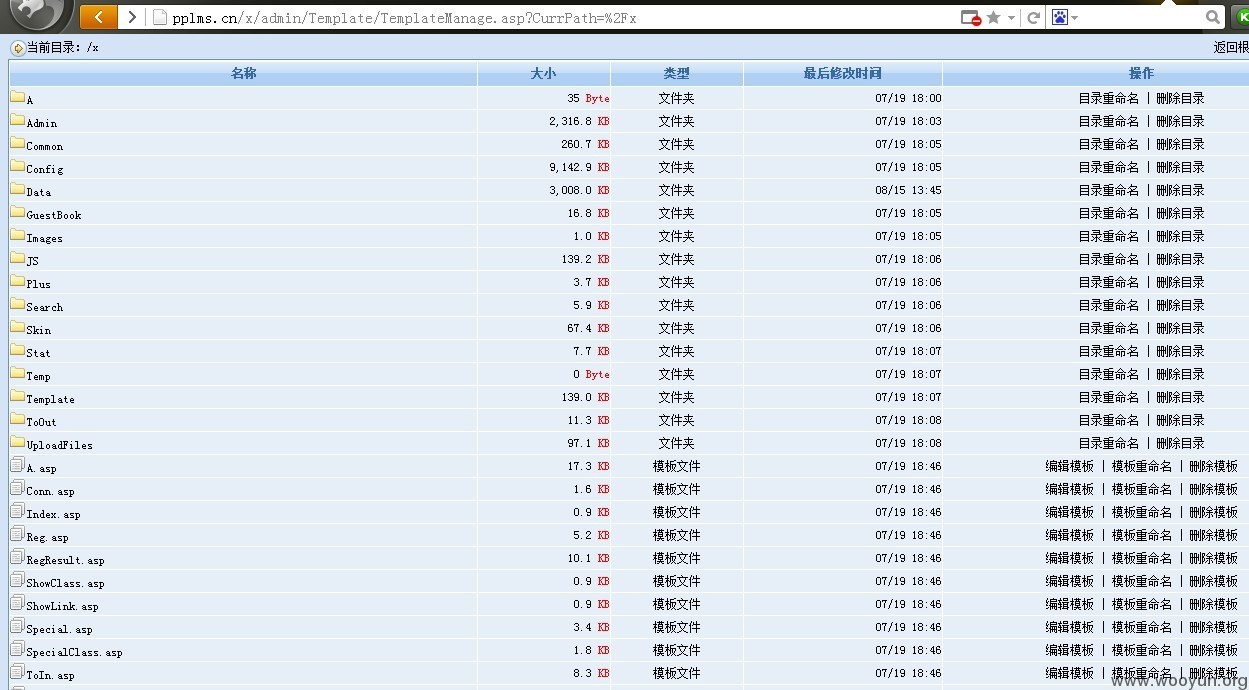 pplms.cn/x/admin/Template/TemplateManage.asp?CurrPath=%2Fx
当前目录：/x 返回根
名称 大小 类型 最后修改时间 操作
A 35 Byte 文件夹 07/19 18:00 目录重命名 | 删除目录
Admin 2,316.8 KB 文件夹 07/19 18:03 目录重命名 | 删除目录
Common 260.7 KB 文件夹 07/19 18:05 目录重命名 | 删除目录
Config 9,142.9 KB 文件夹 07/19 18:05 目录重命名 | 删除目录
Data 3,008.0 KB 文件夹 08/15 13:45 目录重命名 | 删除目录
GuestBook 16.8 KB 文件夹 07/19 18:05 目录重命名 | 删除目录
Images 1.0 KB 文件夹 07/19 18:05 目录重命名 | 删除目录
JS 139.2 KB 文件夹 07/19 18:06 目录重命名 | 删除目录
Plus 3.7 KB 文件夹 07/19 18:06 目录重命名 | 删除目录
Search 5.9 KB 文件夹 07/19 18:06 目录重命名 | 删除目录
Skin 67.4 KB 文件夹 07/19 18:06 目录重命名 | 删除目录
Stat 7.7 KB 文件夹 07/19 18:07 目录重命名 | 删除目录
Temp 0 Byte 文件夹 07/19 18:07 目录重命名 | 删除目录
Template 139.0 KB 文件夹 07/19 18:07 目录重命名 | 删除目录
ToOut 11.3 KB 文件夹 07/19 18:08 目录重命名 | 删除目录
UploadFiles 97.1 KB 文件夹 07/19 18:08 目录重命名 | 删除目录
A.asp 17.3 KB 模板文件 07/19 18:46 编辑模板 | 模板重命名 | 删除模板
Conn.asp 1.6 KB 模板文件 07/19 18:46 编辑模板 | 模板重命名 | 删除模板
Index.asp 0.9 KB 模板文件 07/19 18:46 编辑模板 | 模板重命名 | 删除模板
Reg.asp 5.2 KB 模板文件 07/19 18:46 编辑模板 | 模板重命名 | 删除模板
RegResult.asp 10.1 KB 模板文件 07/19 18:46 编辑模板 | 模板重命名 | 删除模板
ShowClass.asp 0.9 KB 模板文件 07/19 18:46 编辑模板 | 模板重命名 | 删除模板
ShowLink.asp 0.9 KB 模板文件 07/19 18:46 编辑模板 | 模板重命名 | 删除模板
Special.asp 3.4 KB 模板文件 07/19 18:46 编辑模板 | 模板重命名 | 删除模板
SpecialClass.asp 1.8 KB 模板文件 07/19 18:46 编辑模板 | 模板重命名 | 删除模板
ToIn.asp 8.3 KB 模板文件 07/19 18:46 编辑模板 | 模板重命名 | 删除模板
www.wooyun.org